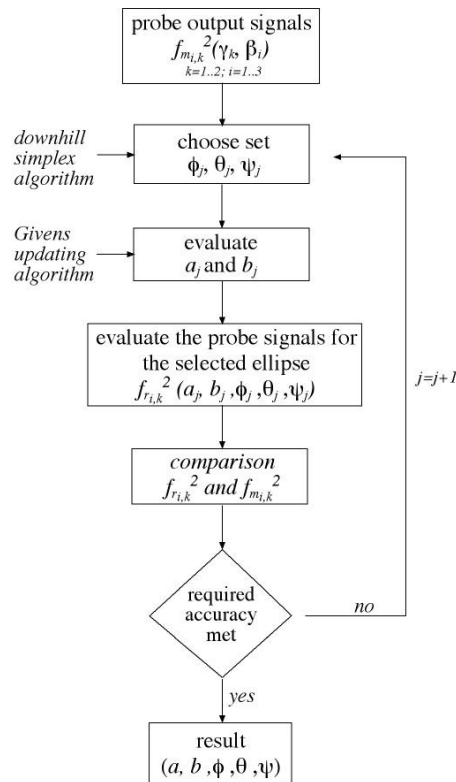 probe output signals
f_{m_{i,k}}^2 (γ_k, β_i)
k=1..2; i=1..3
downhill
simplex
algorithm
choose set
ϕ_j, θ_j, ψ_j
Givens
updating
algorithm
evaluate
a_j and b_j
evaluate the probe signals for
the selected ellipse
f_{r_{i,k}}^2 (a_j, b_j ,ϕ_j ,θ_j ,ψ_j)
j=j+1
comparison
f_{r_{i,k}}^2 and f_{m_{i,k}}^2
required
accuracy
met
no
yes
result
(a, b ,ϕ ,θ ,ψ)